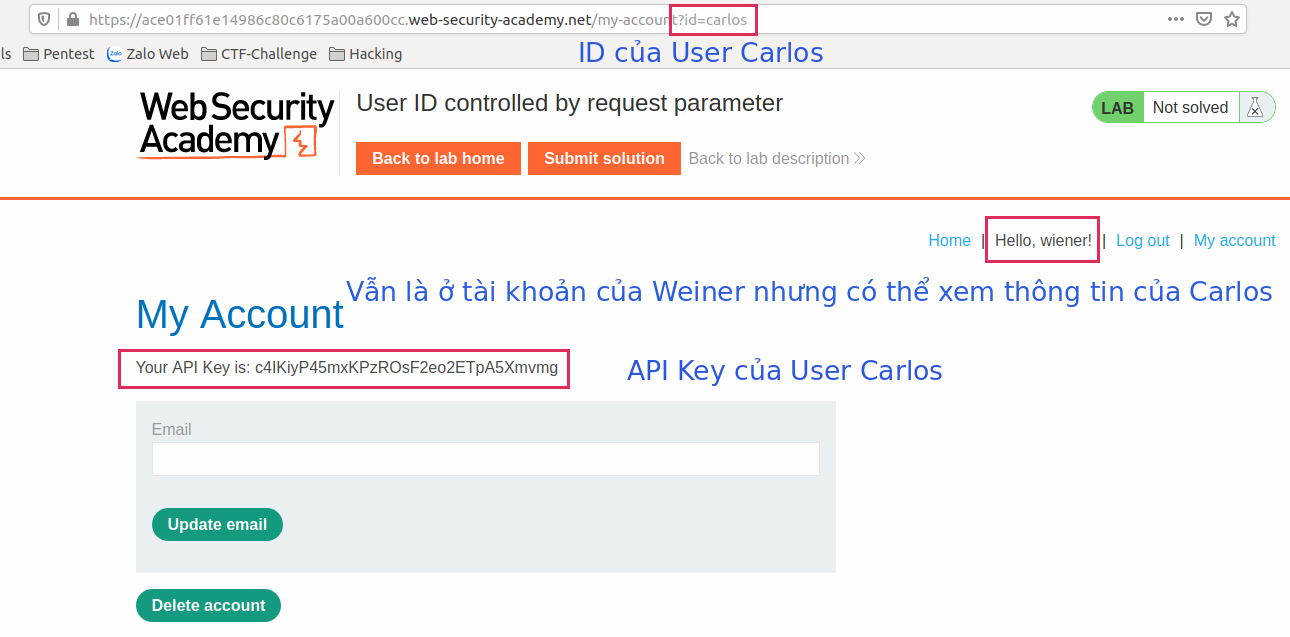 https://ace01ff61e14986c80c6175a00a600cc.web-security-academy.net/my-account?id=carlos
ls Pentest Zalo Web CTF-Challenge Hacking
ID của User Carlos
Web Security
Academy
User ID controlled by request parameter
LAB Not solved
Back to lab home Submit solution Back to lab description
Home | Hello, wiener! | Log out | My account
Vẫn là ở tài khoản của Weiner nhưng có thể xem thông tin của Carlos
My Account
Your API Key is: c4IKiyP45mxKPzROsF2eo2ETpA5Xmvmg
API Key của User Carlos
Email
Update email
Delete account